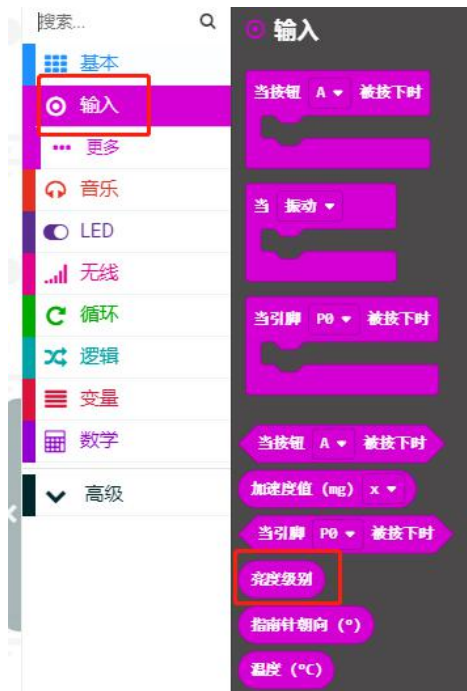 搜索...
基本
输入
更多
音乐
LED
无线
循环
逻辑
变量
数学
高级
输入
当按钮 A 被按下时
当 振动
当引脚 P0 被按下时
当按钮 A 被按下时
加速度值 (mg) x
当引脚 P0 被按下时
亮度级别
指南针朝向 (°)
温度 (°C)